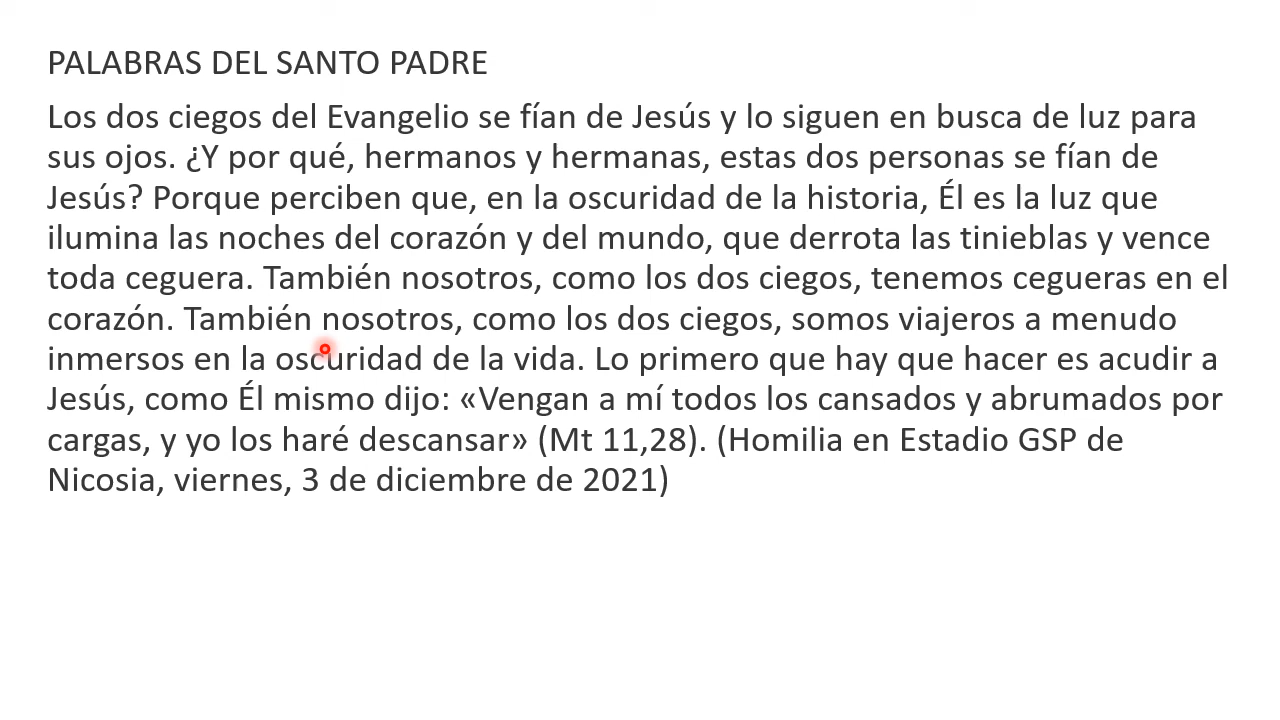 PALABRAS DEL SANTO PADRE
Los dos ciegos del Evangelio se fían de Jesús y lo siguen en busca de luz para
sus ojos. ¿Y por qué, hermanos y hermanas, estas dos personas se fían de
Jesús? Porque perciben que, en la oscuridad de la historia, Él es la luz que
ilumina las noches del corazón y del mundo, que derrota las tinieblas y vence
toda ceguera. También nosotros, como los dos ciegos, tenemos cegueras en el
corazón. También nosotros, como los dos ciegos, somos viajeros a menudo
inmersos en la oscuridad de la vida. Lo primero que hay que hacer es acudir a
Jesús, como Él mismo dijo: «Vengan a mí todos los cansados y abrumados por
cargas, y yo los haré descansar» (Mt 11,28). (Homilia en Estadio GSP de
Nicosia, viernes, 3 de diciembre de 2021)